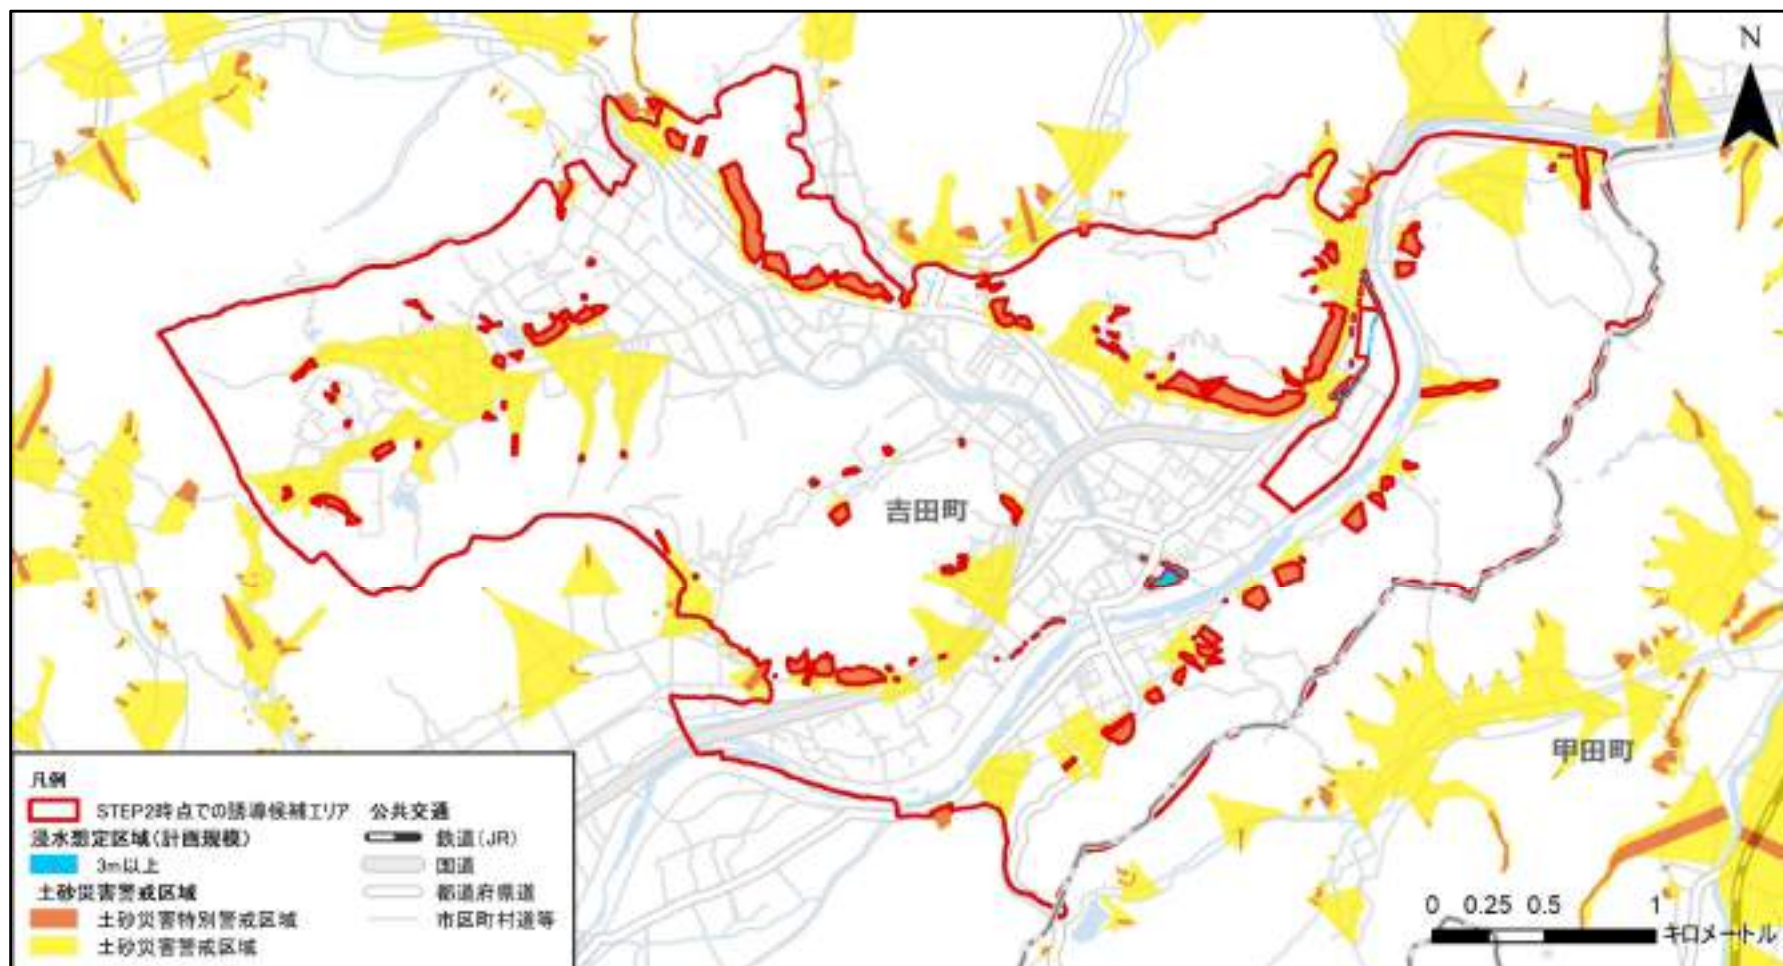 N
吉田町
甲田町
凡例
STEP2時点での誘導候補エリア
浸水想定区域(計画規模)
3m以上
土砂災害警戒区域
土砂災害特別警戒区域
土砂災害警戒区域
公共交通
鉄道(JR)
国道
都道府県道
市区町村道等
0 0.25 0.5 1
キロメートル